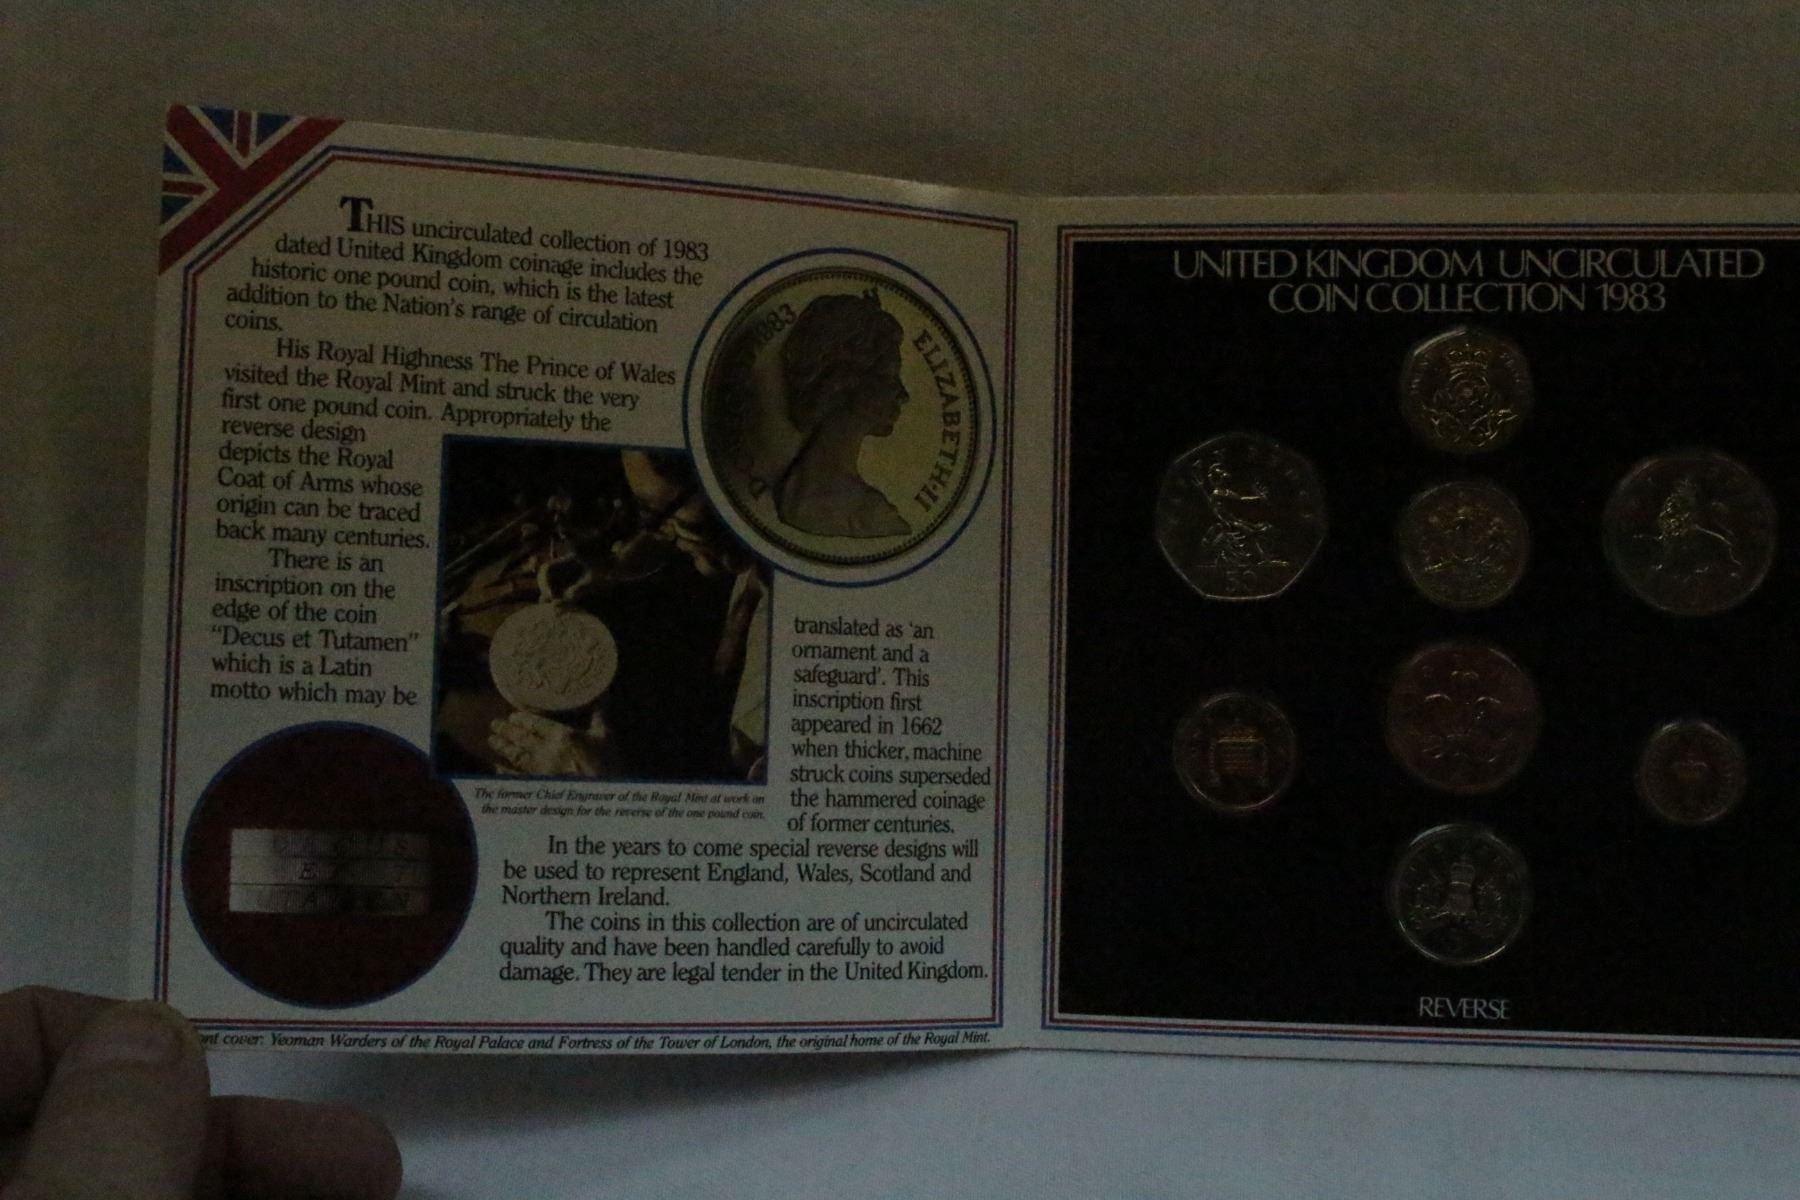 THIS uncirculated collection of 1983
dated United Kingdom coinage includes the
historic one pound coin, which is the latest
addition to the Nation's range of circulation
coins.
His Royal Highness The Prince of Wales
visited the Royal Mint and struck the very
first one pound coin. Appropriately the
reverse design
depicts the Royal
Coat of Arms whose
origin can be traced
back many centuries.
There is an
inscription on the
edge of the coin
"Decus et Tutamen"
which is a Latin
motto which may be
1983
ELIZABETH·II
The former Chief Engraver of the Royal Mint at work on
the master design for the reverse of the one pound coin.
translated as 'an
ornament and a
safeguard'. This
inscription first
appeared in 1662
when thicker, machine
struck coins superseded
the hammered coinage
of former centuries.
In the years to come special reverse designs will
be used to represent England, Wales, Scotland and
Northern Ireland.
The coins in this collection are of uncirculated
quality and have been handled carefully to avoid
damage. They are legal tender in the United Kingdom.
cover: Yeoman Warders of the Royal Palace and Fortress of the Tower of London, the original home of the Royal Mint.
UNITED KINGDOM UNCIRCULATED
COIN COLLECTION 1983
50
REVERSE